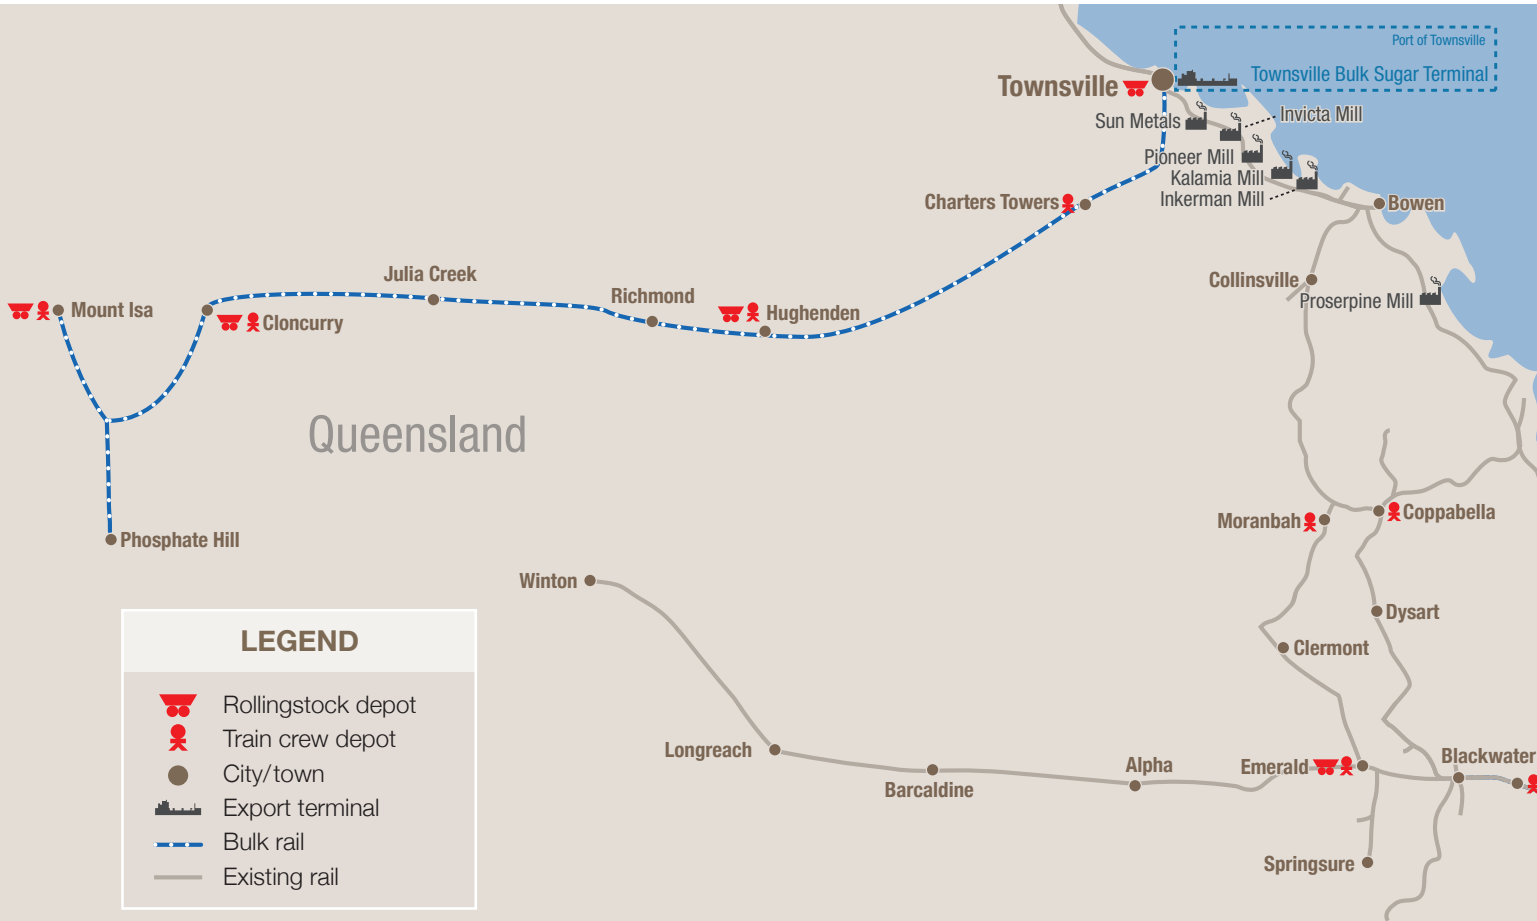 Port of Townsville
Townsville Bulk Sugar Terminal
Townsville
Sun Metals
Invicta Mill
Pioneer Mill
Kalamia Mill
Inkerman Mill
Charters Towers
Bowen
Julia Creek
Collinsville
Richmond
Proserpine Mill
Mount Isa
Cloncurry
Hughenden
Queensland
Moranbah
Coppabella
Phosphate Hill
Winton
Dysart
LEGEND
Clermont
Rollingstock depot
Train crew depot
City/town
Export terminal
Bulk rail
Existing rail
Longreach
Barcaldine
Alpha
Emerald
Blackwater
Springsure